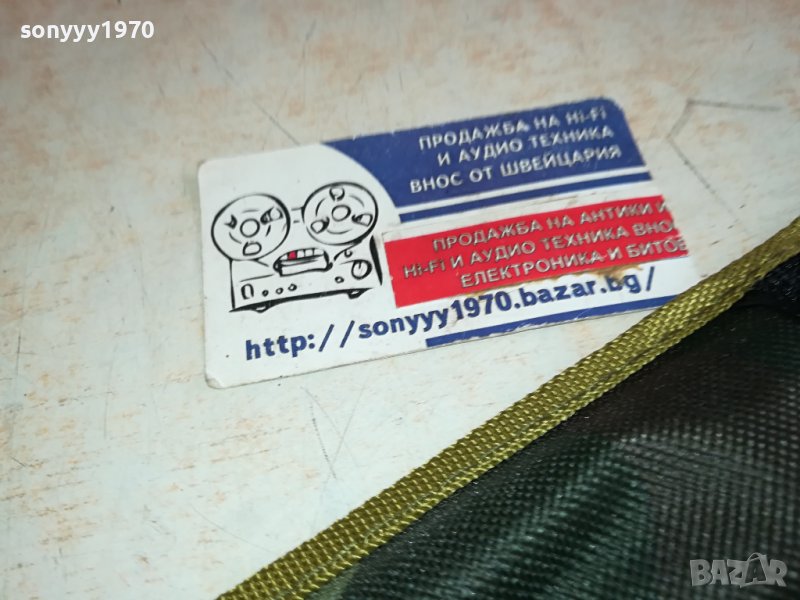 sonyyy1970
ПРОДАЖБА НА Hi-Fi
И АУДИО ТЕХНИКА
ВНОС ОТ ШВЕЙЦАРИЯ
ПРОДАЖБА НА АНТИКИ И
Hi-Fi И АУДИО ТЕХНИКА ВНО
ЕЛЕКТРОНИКА И БИТОВ
http://sonyyy1970.bazar.bg/
BAZAR